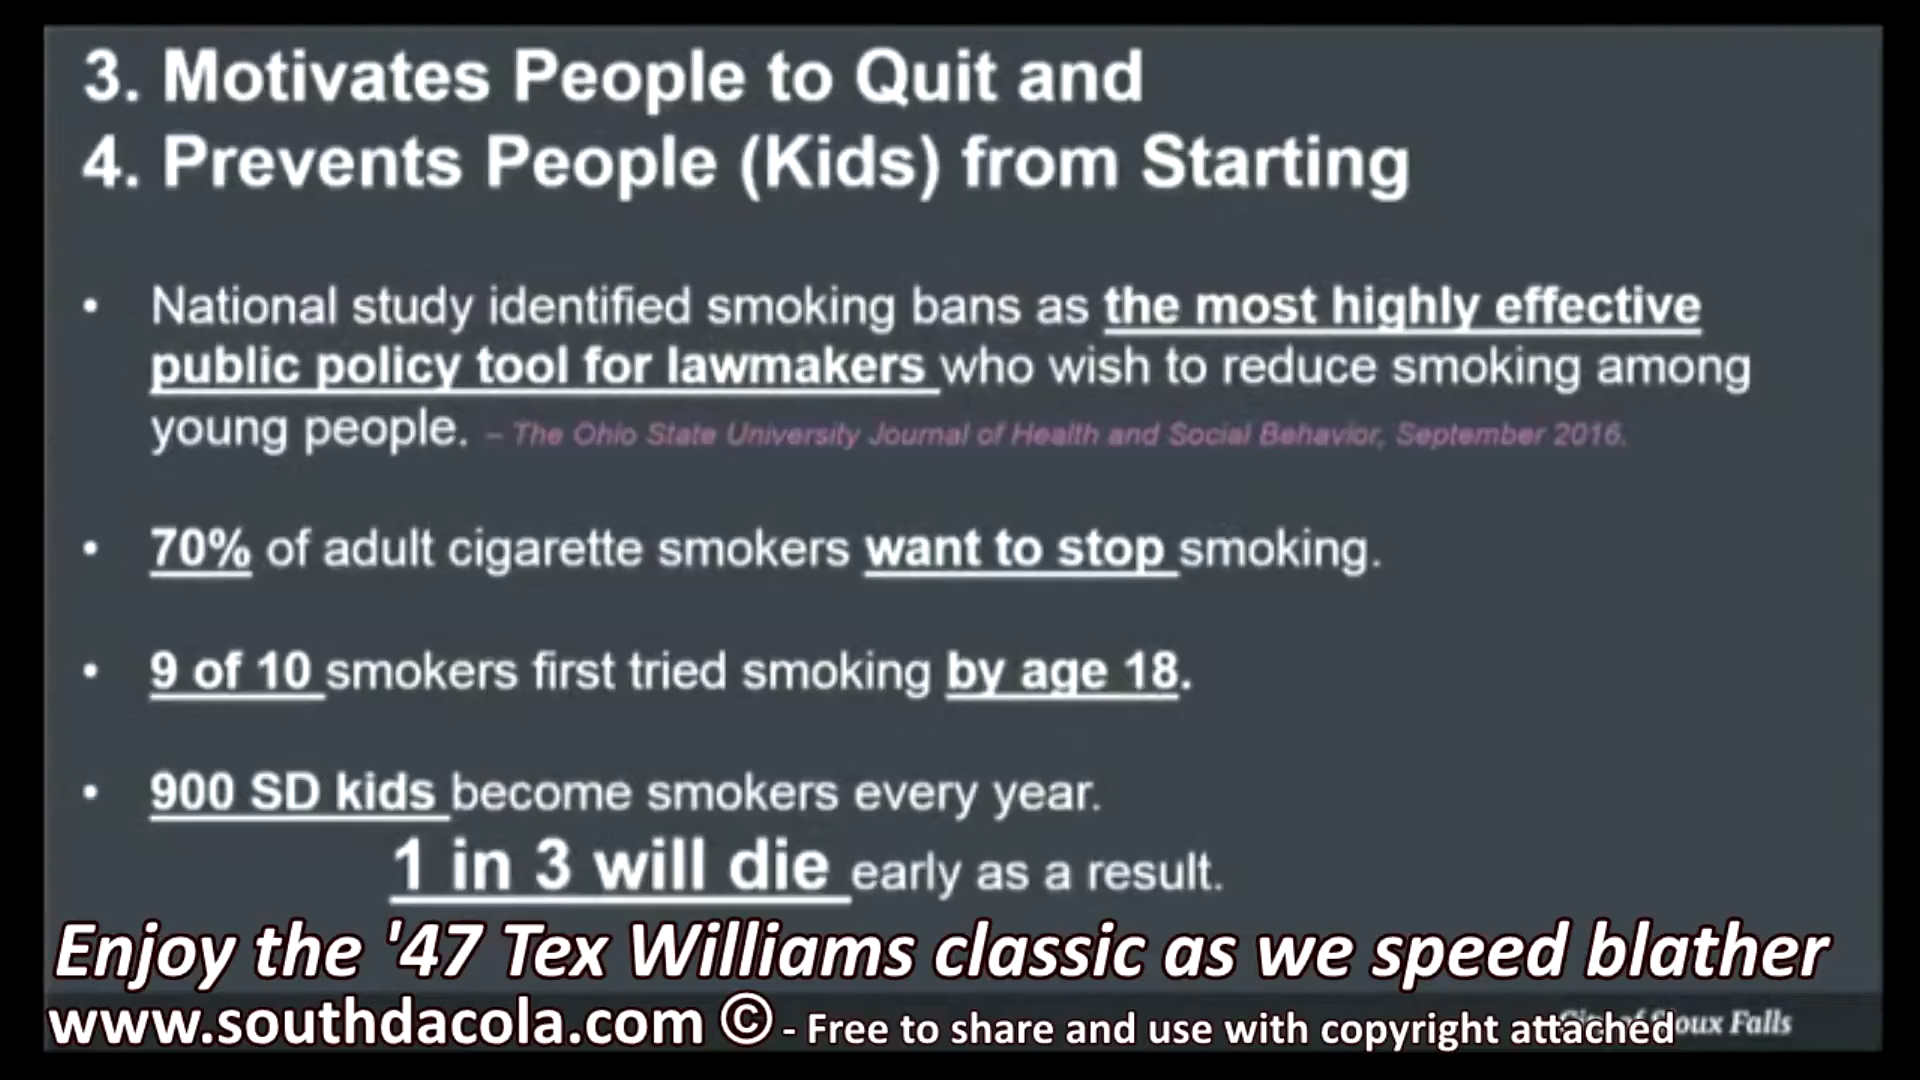 3. Motivates People to Quit and
4. Prevents People (Kids) from Starting
• National study identified smoking bans as the most highly effective
public policy tool for lawmakers who wish to reduce smoking among
young people. – The Ohio State University Journal of Health and Social Behavior, September 2016.
• 70% of adult cigarette smokers want to stop smoking.
• 9 of 10 smokers first tried smoking by age 18.
• 900 SD kids become smokers every year.
1 in 3 will die early as a result.
Enjoy the '47 Tex Williams classic as we speed blather
www.southdacola.com © - Free to share and use with copyright attached
Falls